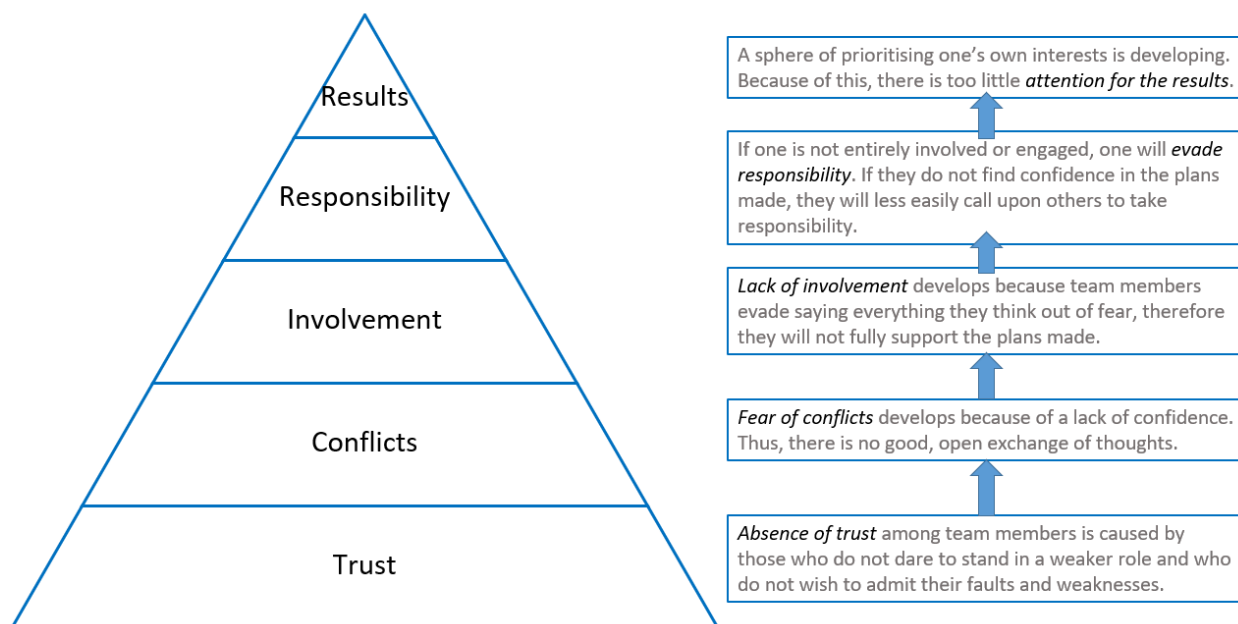 Results
Responsibility
Involvement
Conflicts
Trust
A sphere of prioritising one’s own interests is developing.
Because of this, there is too little attention for the results.
If one is not entirely involved or engaged, one will evade
responsibility. If they do not find confidence in the plans
made, they will less easily call upon others to take
responsibility.
Lack of involvement develops because team members
evade saying everything they think out of fear, therefore
they will not fully support the plans made.
Fear of conflicts develops because of a lack of confidence.
Thus, there is no good, open exchange of thoughts.
Absence of trust among team members is caused by
those who do not dare to stand in a weaker role and who
do not wish to admit their faults and weaknesses.